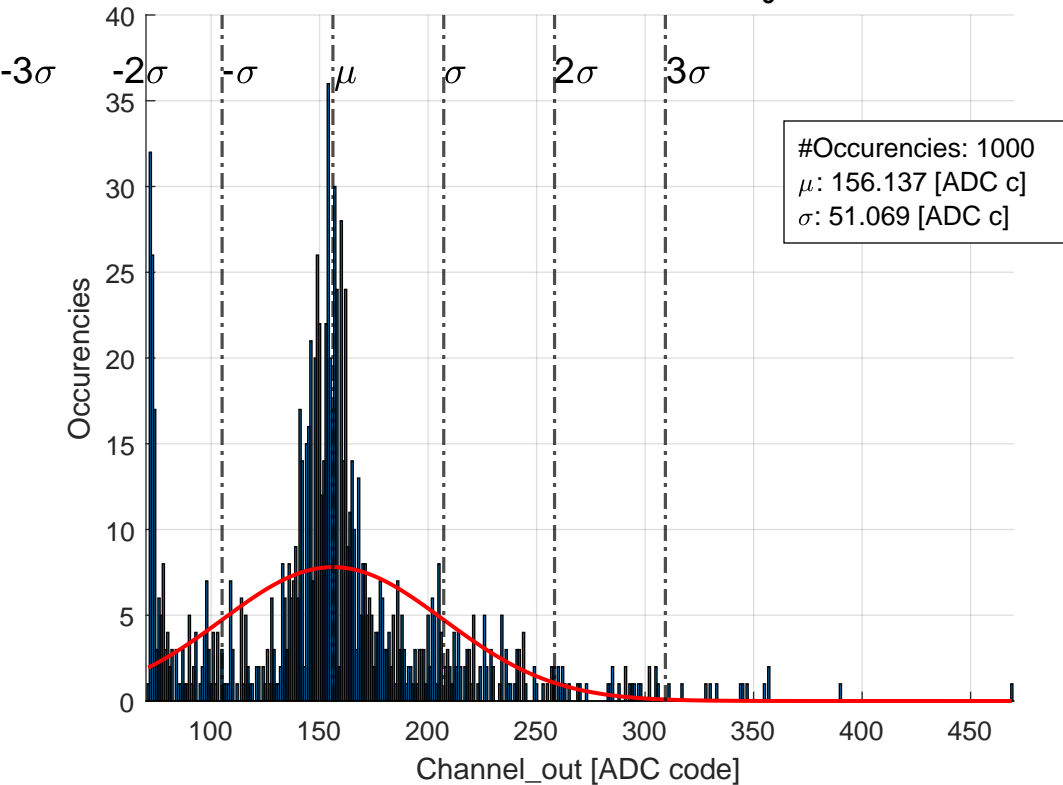 40
-3σ -2σ -σ μ σ 2σ 3σ
35
#Occurencies: 1000
μ: 156.137 [ADC c]
σ: 51.069 [ADC c]
30
25
Occurencies
20
15
10
5
0
100 150 200 250 300 350 400 450
Channel_out [ADC code]